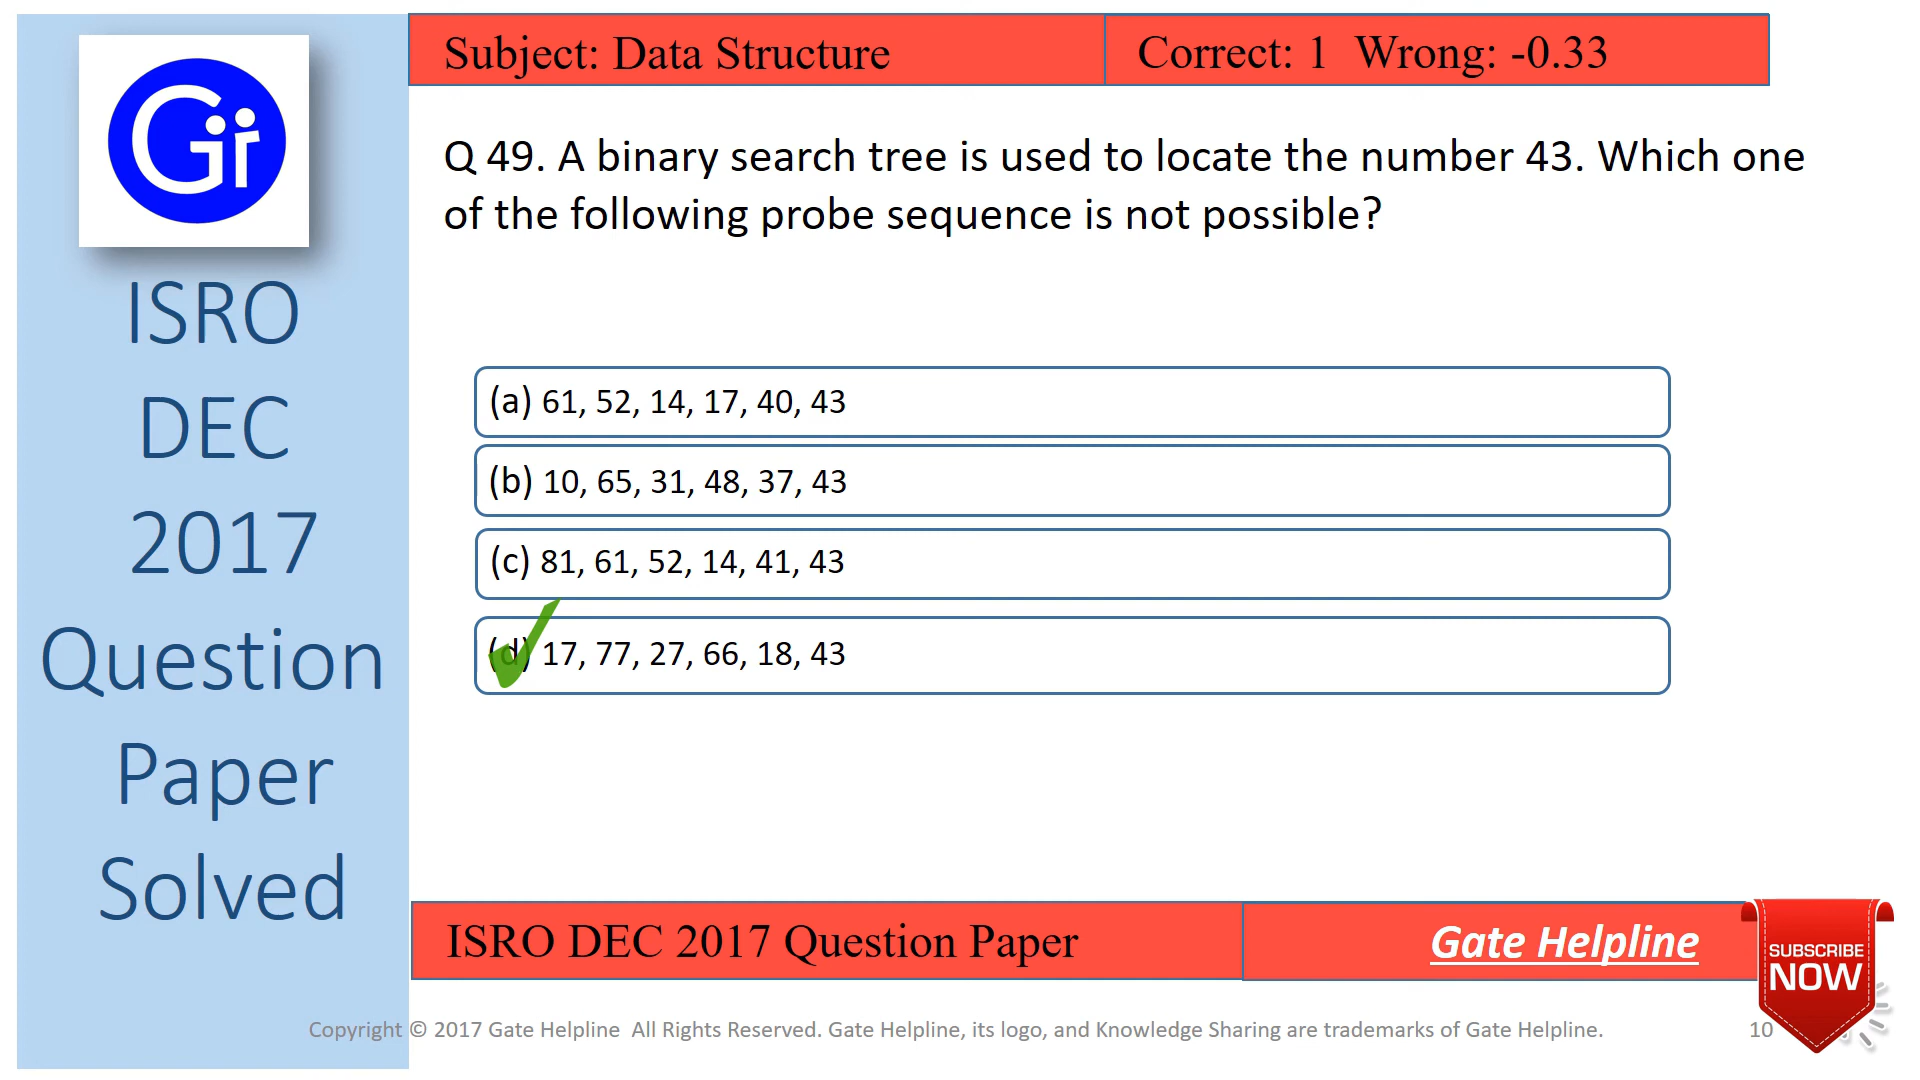 Gi
ISRO
DEC
2017
Question
Paper
Solved
Subject: Data Structure
Correct: 1 Wrong: -0.33
Q 49. A binary search tree is used to locate the number 43. Which one
of the following probe sequence is not possible?
(a) 61, 52, 14, 17, 40, 43
(b) 10, 65, 31, 48, 37, 43
(c) 81, 61, 52, 14, 41, 43
(d) 17, 77, 27, 66, 18, 43
ISRO DEC 2017 Question Paper
Gate Helpline
SUBSCRIBE
NOW
Copyright © 2017 Gate Helpline All Rights Reserved. Gate Helpline, its logo, and Knowledge Sharing are trademarks of Gate Helpline.
10